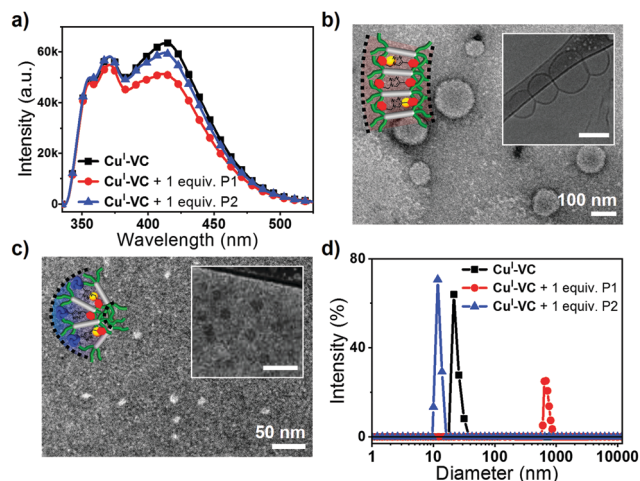 a)
60k
40k
20k
0
Intensity (a.u.)
Cu^I-VC
Cu^I-VC + 1 equiv. P1
Cu^I-VC + 1 equiv. P2
350 400 450 500
Wavelength (nm)
b)
100 nm
c)
50 nm
d)
80
40
0
Intensity (%)
Cu^I-VC
Cu^I-VC + 1 equiv. P1
Cu^I-VC + 1 equiv. P2
1 10 100 1000 10000
Diameter (nm)